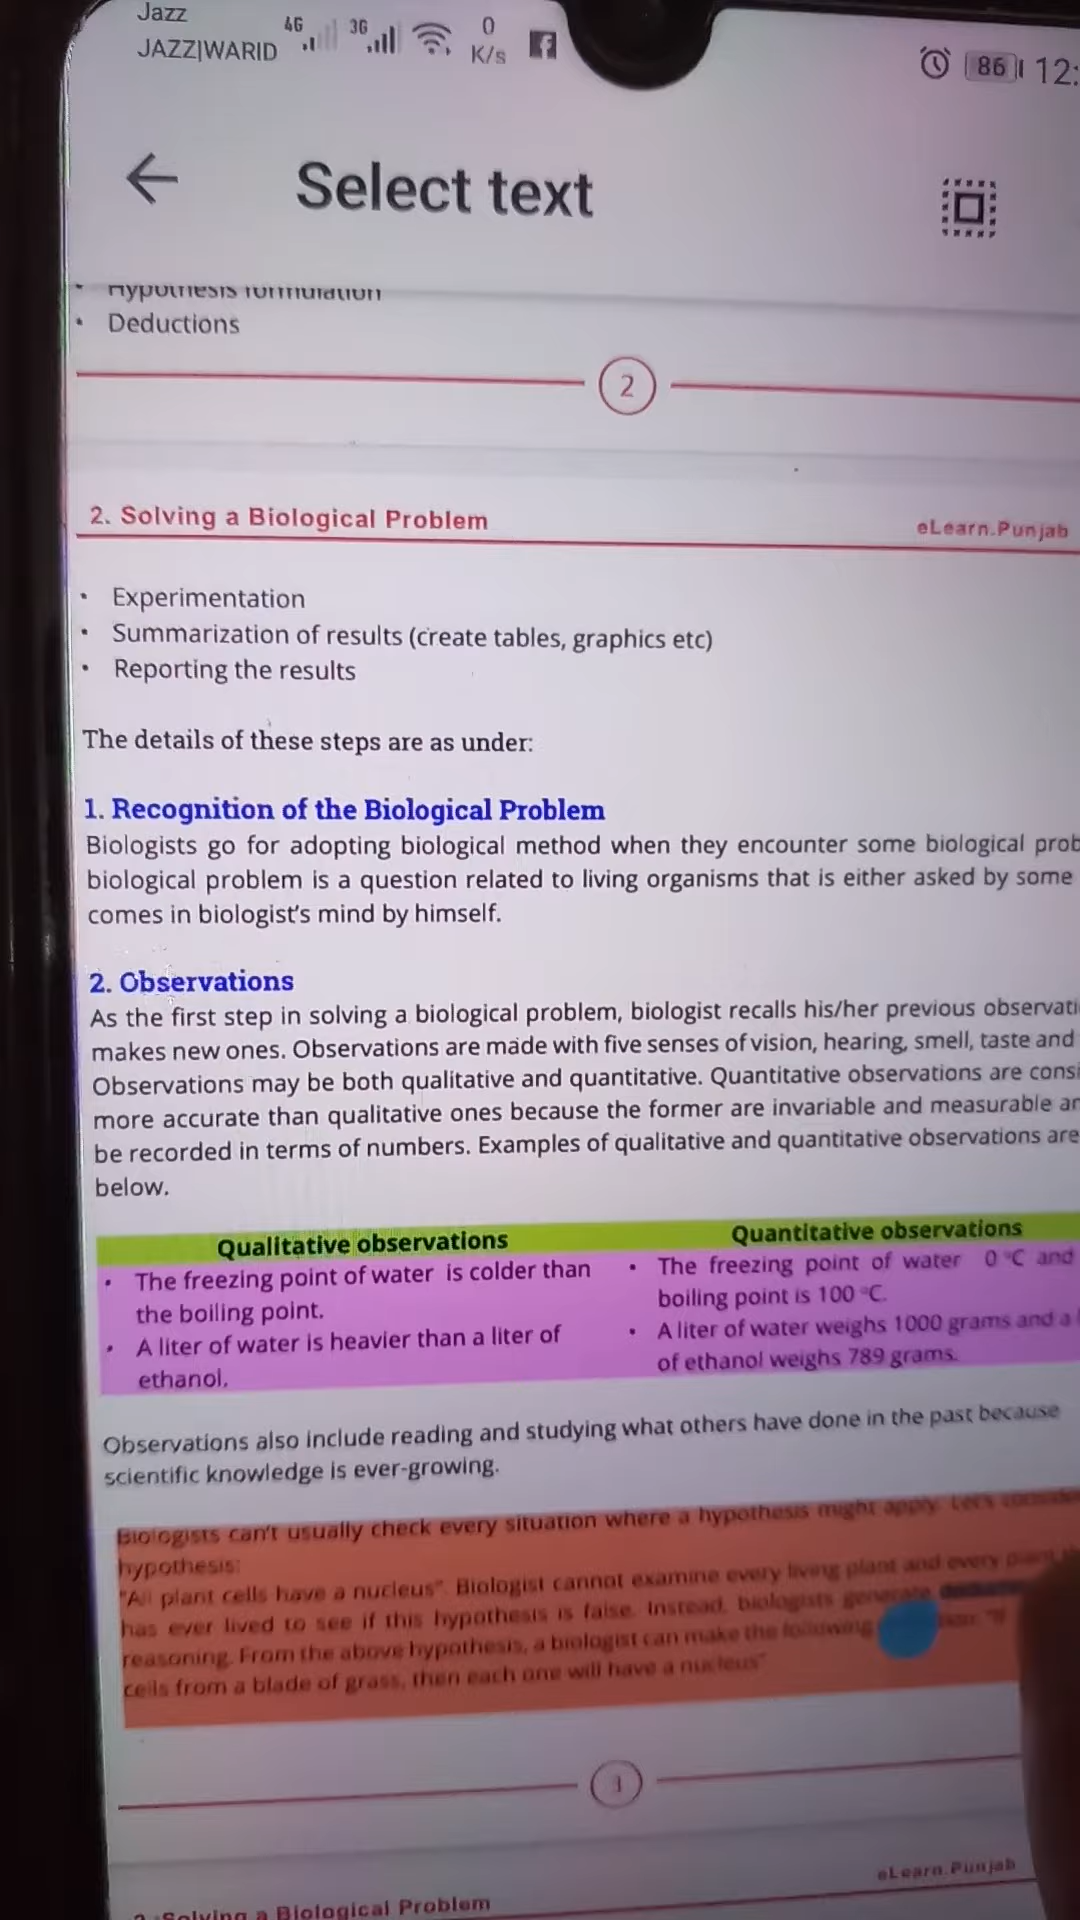 Jazz
JAZZ|WARID
4G
3G
0
K/s
86
12:
Select text
• Hypothesis formulation
• Deductions
2
2. Solving a Biological Problem
eLearn.Punjab
• Experimentation
• Summarization of results (create tables, graphics etc)
• Reporting the results
The details of these steps are as under:
1. Recognition of the Biological Problem
Biologists go for adopting biological method when they encounter some biological prob
biological problem is a question related to living organisms that is either asked by some
comes in biologist's mind by himself.
2. Observations
As the first step in solving a biological problem, biologist recalls his/her previous observati
makes new ones. Observations are made with five senses of vision, hearing, smell, taste and
Observations may be both qualitative and quantitative. Quantitative observations are consi
more accurate than qualitative ones because the former are invariable and measurable an
be recorded in terms of numbers. Examples of qualitative and quantitative observations are
below.
Qualitative observations
• The freezing point of water is colder than
the boiling point.
• A liter of water is heavier than a liter of
ethanol.
Quantitative observations
• The freezing point of water 0 °C and
boiling point is 100 °C.
• A liter of water weighs 1000 grams and a l
of ethanol weighs 789 grams.
Observations also include reading and studying what others have done in the past because
scientific knowledge is ever-growing.
Biologists can't usually check every situation where a hypothesis might apply. Let's consider
hypothesis:
"All plant cells have a nucleus". Biologist cannot examine every living plant and every plant th
has ever lived to see if this hypothesis is false. Instead, biologists generate
reasoning. From the above hypothesis, a biologist can make the following tion: "If
cells from a blade of grass, then each one will have a nucleus"
3
eLearn.Punjab
2. Solving a Biological Problem